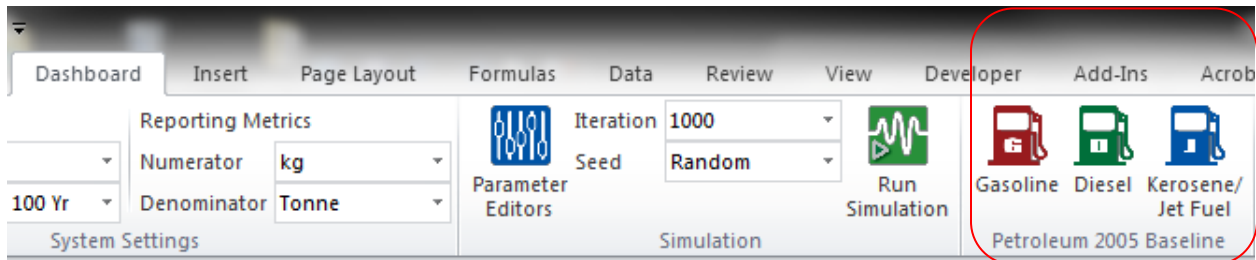 Dashboard Insert Page Layout Formulas Data Review View Developer Add-Ins Acrob
Reporting Metrics
Numerator kg
100 Yr Denominator Tonne
System Settings
Parameter Editors
Iteration 1000
Seed Random
Run Simulation
Simulation
G
Gasoline
D
Diesel
J
Kerosene/
Jet Fuel
Petroleum 2005 Baseline